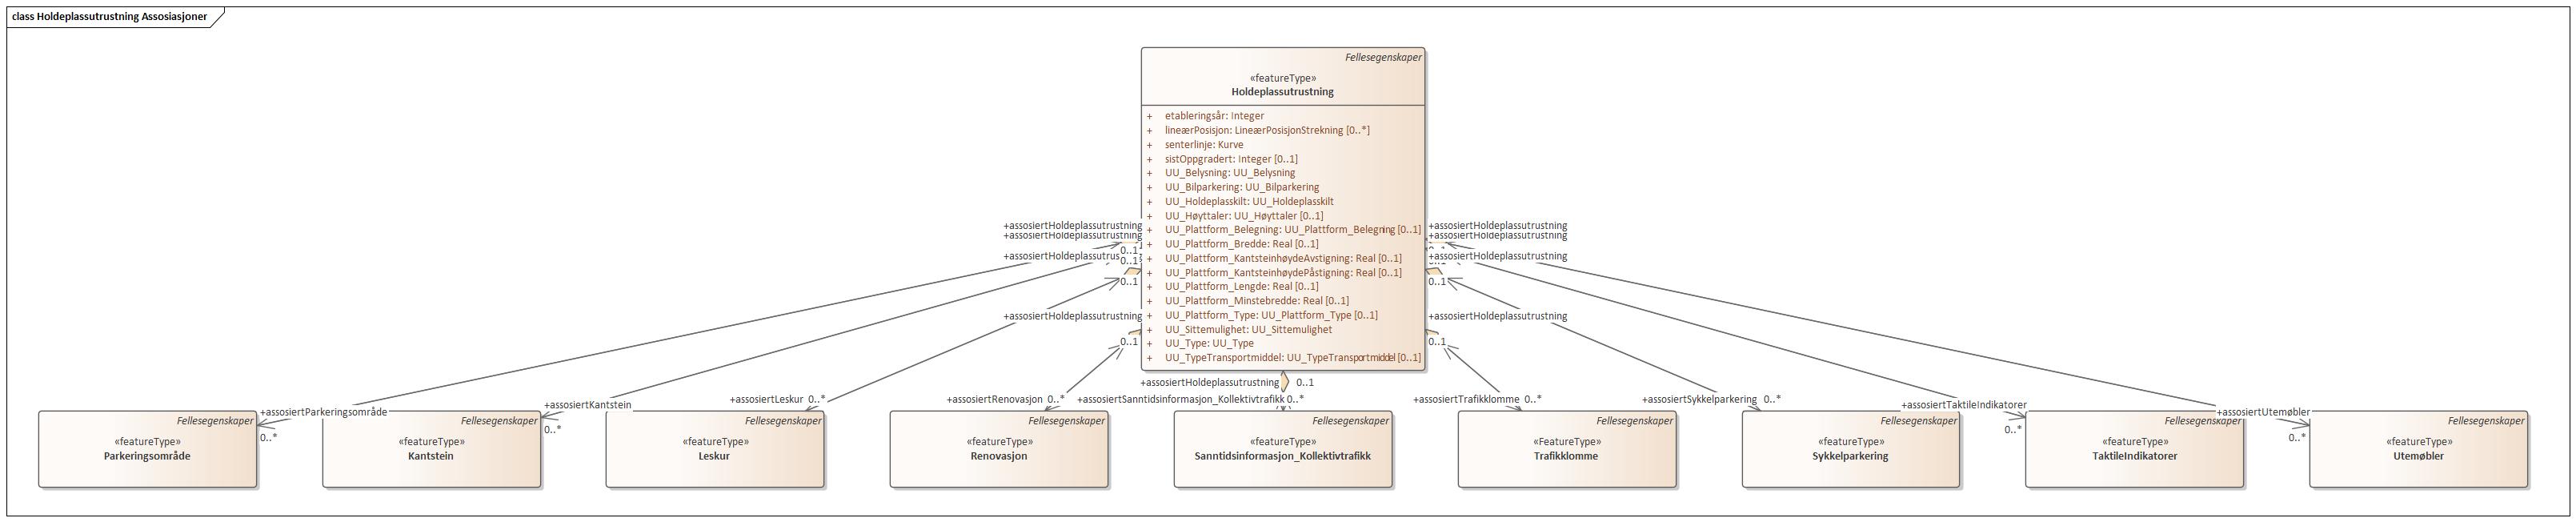 class Holdeplassutrustning Assosiasjoner
Fellesegenskaper
«featureType»
Holdeplassutrustning
+ etableringsår: Integer
+ lineærPosisjon: LineærPosisjonStrekning [0..*]
+ senterlinje: Kurve
+ sistOppgradert: Integer [0..1]
+ UU_Belysning: UU_Belysning
+ UU_Bilparkering: UU_Bilparkering
+ UU_Holdeplasskilt: UU_Holdeplasskilt
+ UU_Høyttaler: UU_Høyttaler [0..1]
+ UU_Plattform_Belegning: UU_Plattform_Belegning [0..1]
+ UU_Plattform_Bredde: Real [0..1]
+ UU_Plattform_KantsteinhøydeAvstigning: Real [0..1]
+ UU_Plattform_KantsteinhøydePåstigning: Real [0..1]
+ UU_Plattform_Lengde: Real [0..1]
+ UU_Plattform_Minstebredde: Real [0..1]
+ UU_Plattform_Type: UU_Plattform_Type [0..1]
+ UU_Sittemulighet: UU_Sittemulighet
+ UU_Type: UU_Type
+ UU_TypeTransportmiddel: UU_TypeTransportmiddel [0..1]
+assosiertHoldeplassutrustning
+assosiertHoldeplassutrustning
0..1
+assosiertHoldeplassutrustning
0..1
0..1
+assosiertHoldeplassutrustning
0..1
+assosiertHoldeplassutrustning
+assosiertHoldeplassutrustning
0..1
+assosiertHoldeplassutrustning
0..1
0..1
+assosiertHoldeplassutrustning
0..1
+assosiertHoldeplassutrustning 0..1
+assosiertParkeringsområde
0..*
+assosiertKantstein
0..*
+assosiertLeskur 0..*
+assosiertRenovasjon 0..*
+assosiertSanntidsinformasjon_Kollektivtrafikk 0..*
+assosiertTrafikklomme 0..*
+assosiertSykkelparkering 0..*
+assosiertTaktileIndikatorer
0..*
+assosiertUtemøbler
0..*
Fellesegenskaper
«featureType»
Parkeringsområde
Fellesegenskaper
«featureType»
Kantstein
Fellesegenskaper
«featureType»
Leskur
Fellesegenskaper
«featureType»
Renovasjon
Fellesegenskaper
«featureType»
Sanntidsinformasjon_Kollektivtrafikk
Fellesegenskaper
«FeatureType»
Trafikklomme
Fellesegenskaper
«featureType»
Sykkelparkering
Fellesegenskaper
«featureType»
TaktileIndikatorer
Fellesegenskaper
«featureType»
Utemøbler